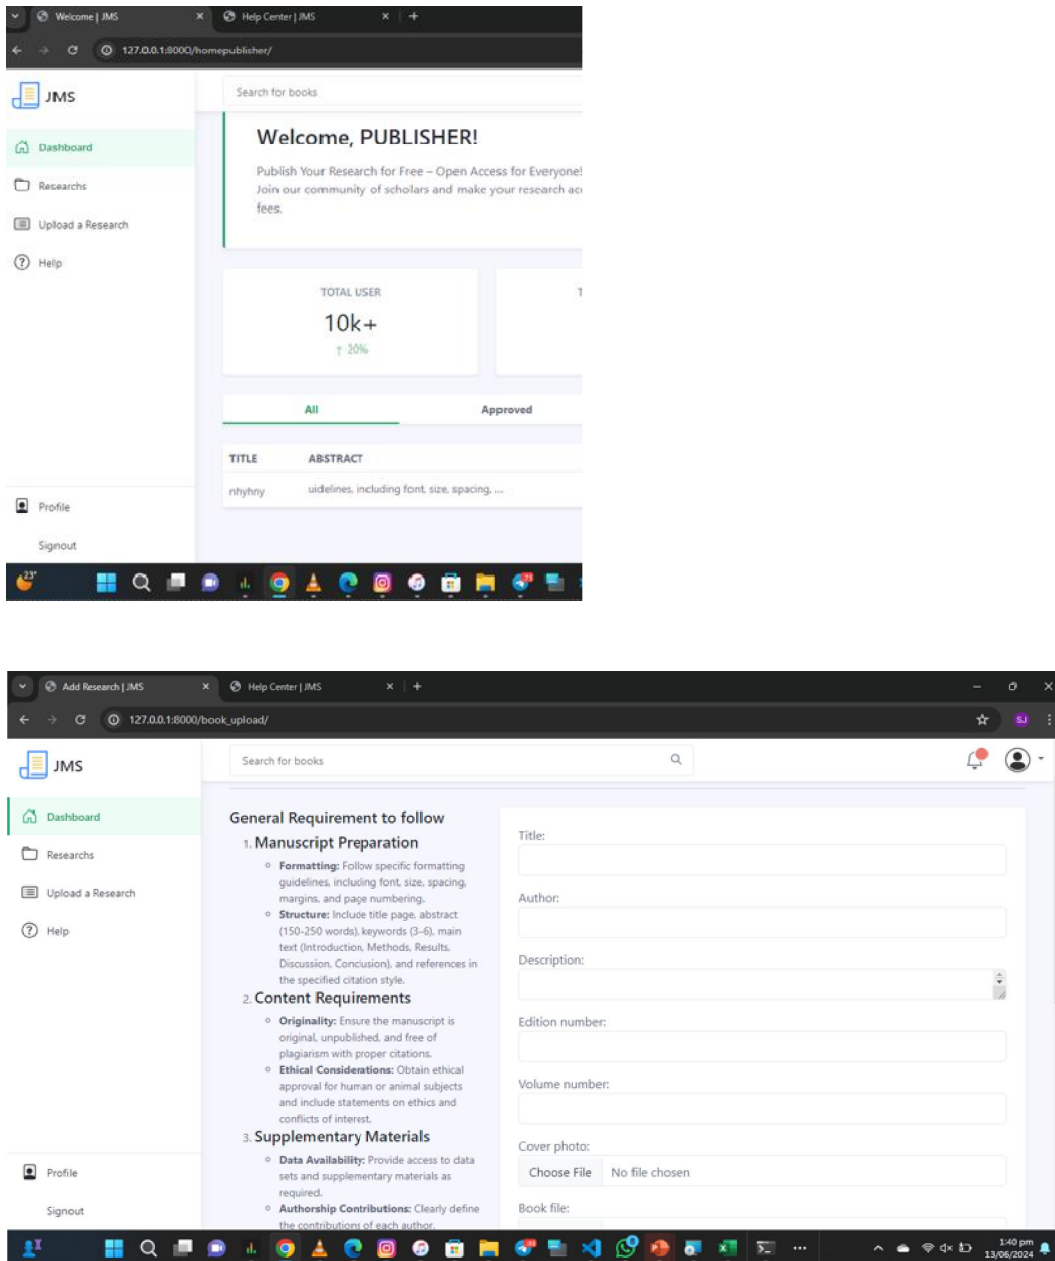 Welcome | JMS
Help Center | JMS
127.0.0.1:8000/homepublisher/
JMS
Search for books
Dashboard
Researchs
Upload a Research
Help
Profile
Signout
Welcome, PUBLISHER!
Publish Your Research for Free – Open Access for Everyone!
Join our community of scholars and make your research acc
fees.
TOTAL USER
10k+
↑ 20%
T
All
Approved
TITLE ABSTRACT
nhyhny uidelines, including font, size, spacing, ...
23°
Add Research | JMS
Help Center | JMS
127.0.0.1:8000/book_upload/
SJ
JMS
Search for books
Dashboard
Researchs
Upload a Research
Help
Profile
Signout
General Requirement to follow
1. Manuscript Preparation
Formatting: Follow specific formatting
guidelines, including font, size, spacing,
margins, and page numbering.
Structure: Include title page, abstract
(150-250 words), keywords (3-6), main
text (Introduction, Methods, Results,
Discussion, Conclusion), and references in
the specified citation style.
2. Content Requirements
Originality: Ensure the manuscript is
original, unpublished, and free of
plagiarism with proper citations.
Ethical Considerations: Obtain ethical
approval for human or animal subjects
and include statements on ethics and
conflicts of interest.
3. Supplementary Materials
Data Availability: Provide access to data
sets and supplementary materials as
required.
Authorship Contributions: Clearly define
the contributions of each author.
Title:
Author:
Description:
Edition number:
Volume number:
Cover photo:
Choose File No file chosen
Book file:
1:40 pm
13/06/2024